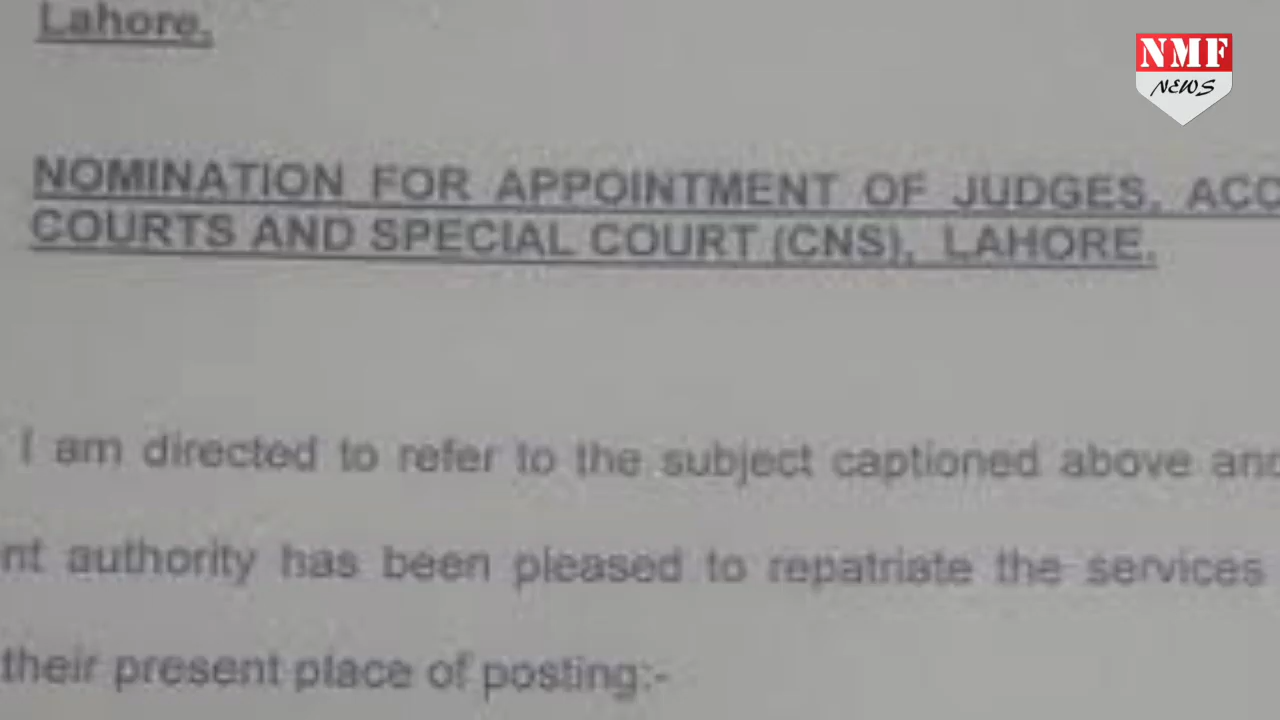 Lahore.
NMF
NEWS
NOMINATION FOR APPOINTMENT OF JUDGES, ACC
COURTS AND SPECIAL COURT (CNS), LAHORE.
I am directed to refer to the subject captioned above and
nt authority has been pleased to repatriate the services
their present place of posting:-